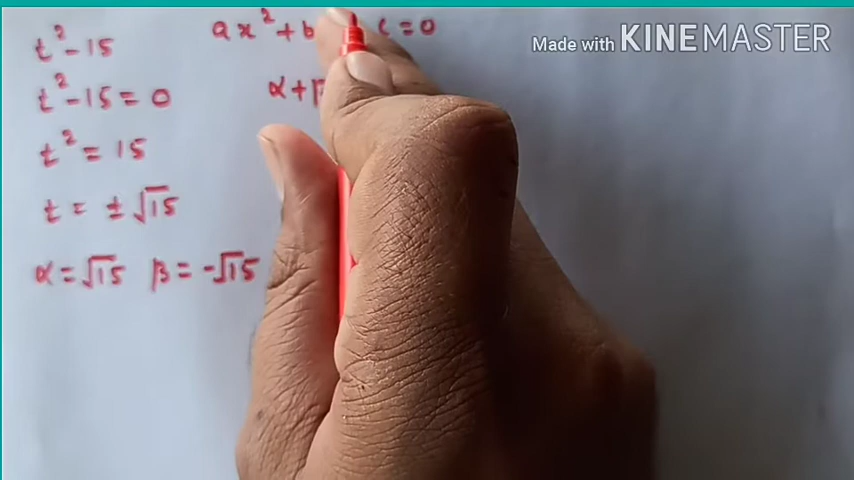 t² - 15
ax² + b c = 0
Made with KINEMASTER
t² - 15 = 0
α + β
t² = 15
t = ± √15
α = √15 β = -√15